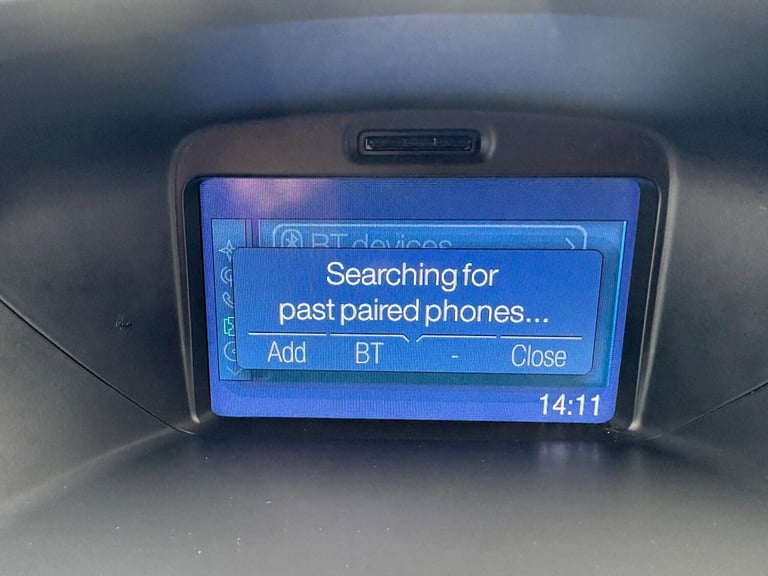 BT devices
Searching for
past paired phones...
Add BT - Close
14:11